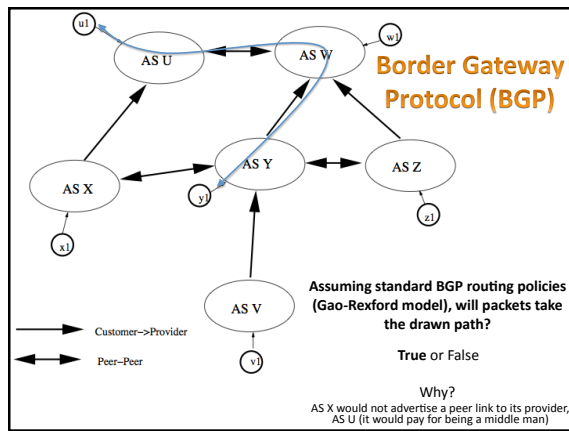 u1
w1
AS U
AS W
Border Gateway
Protocol (BGP)
AS Y
AS Z
AS X
y1
x1
z1
Assuming standard BGP routing policies
(Gao-Rexford model), will packets take
the drawn path?
AS V
Customer->Provider
True or False
Peer-Peer
v1
Why?
AS X would not advertise a peer link to its provider,
AS U (it would pay for being a middle man)